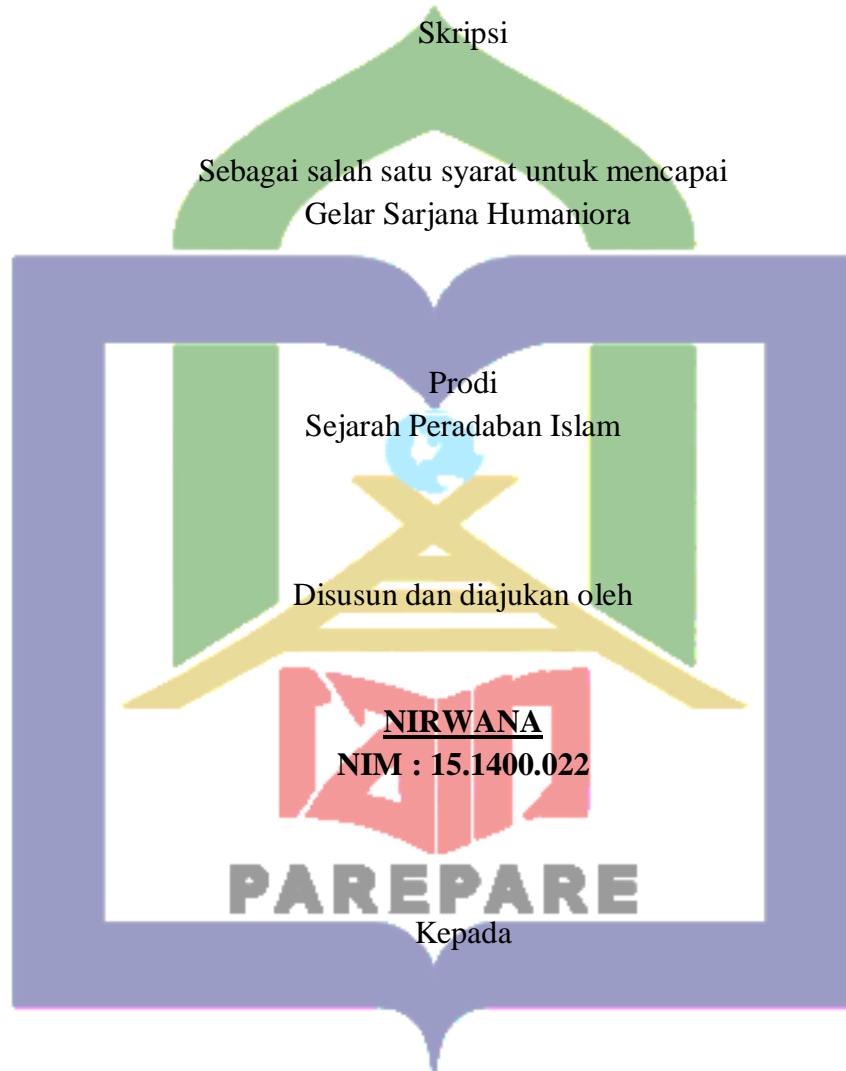 Skripsi
Sebagai salah satu syarat untuk mencapai
Gelar Sarjana Humaniora
Prodi
Sejarah Peradaban Islam
Disusun dan diajukan oleh
NIRWANA
NIM : 15.1400.022
iain
PAREPARE
Kepada